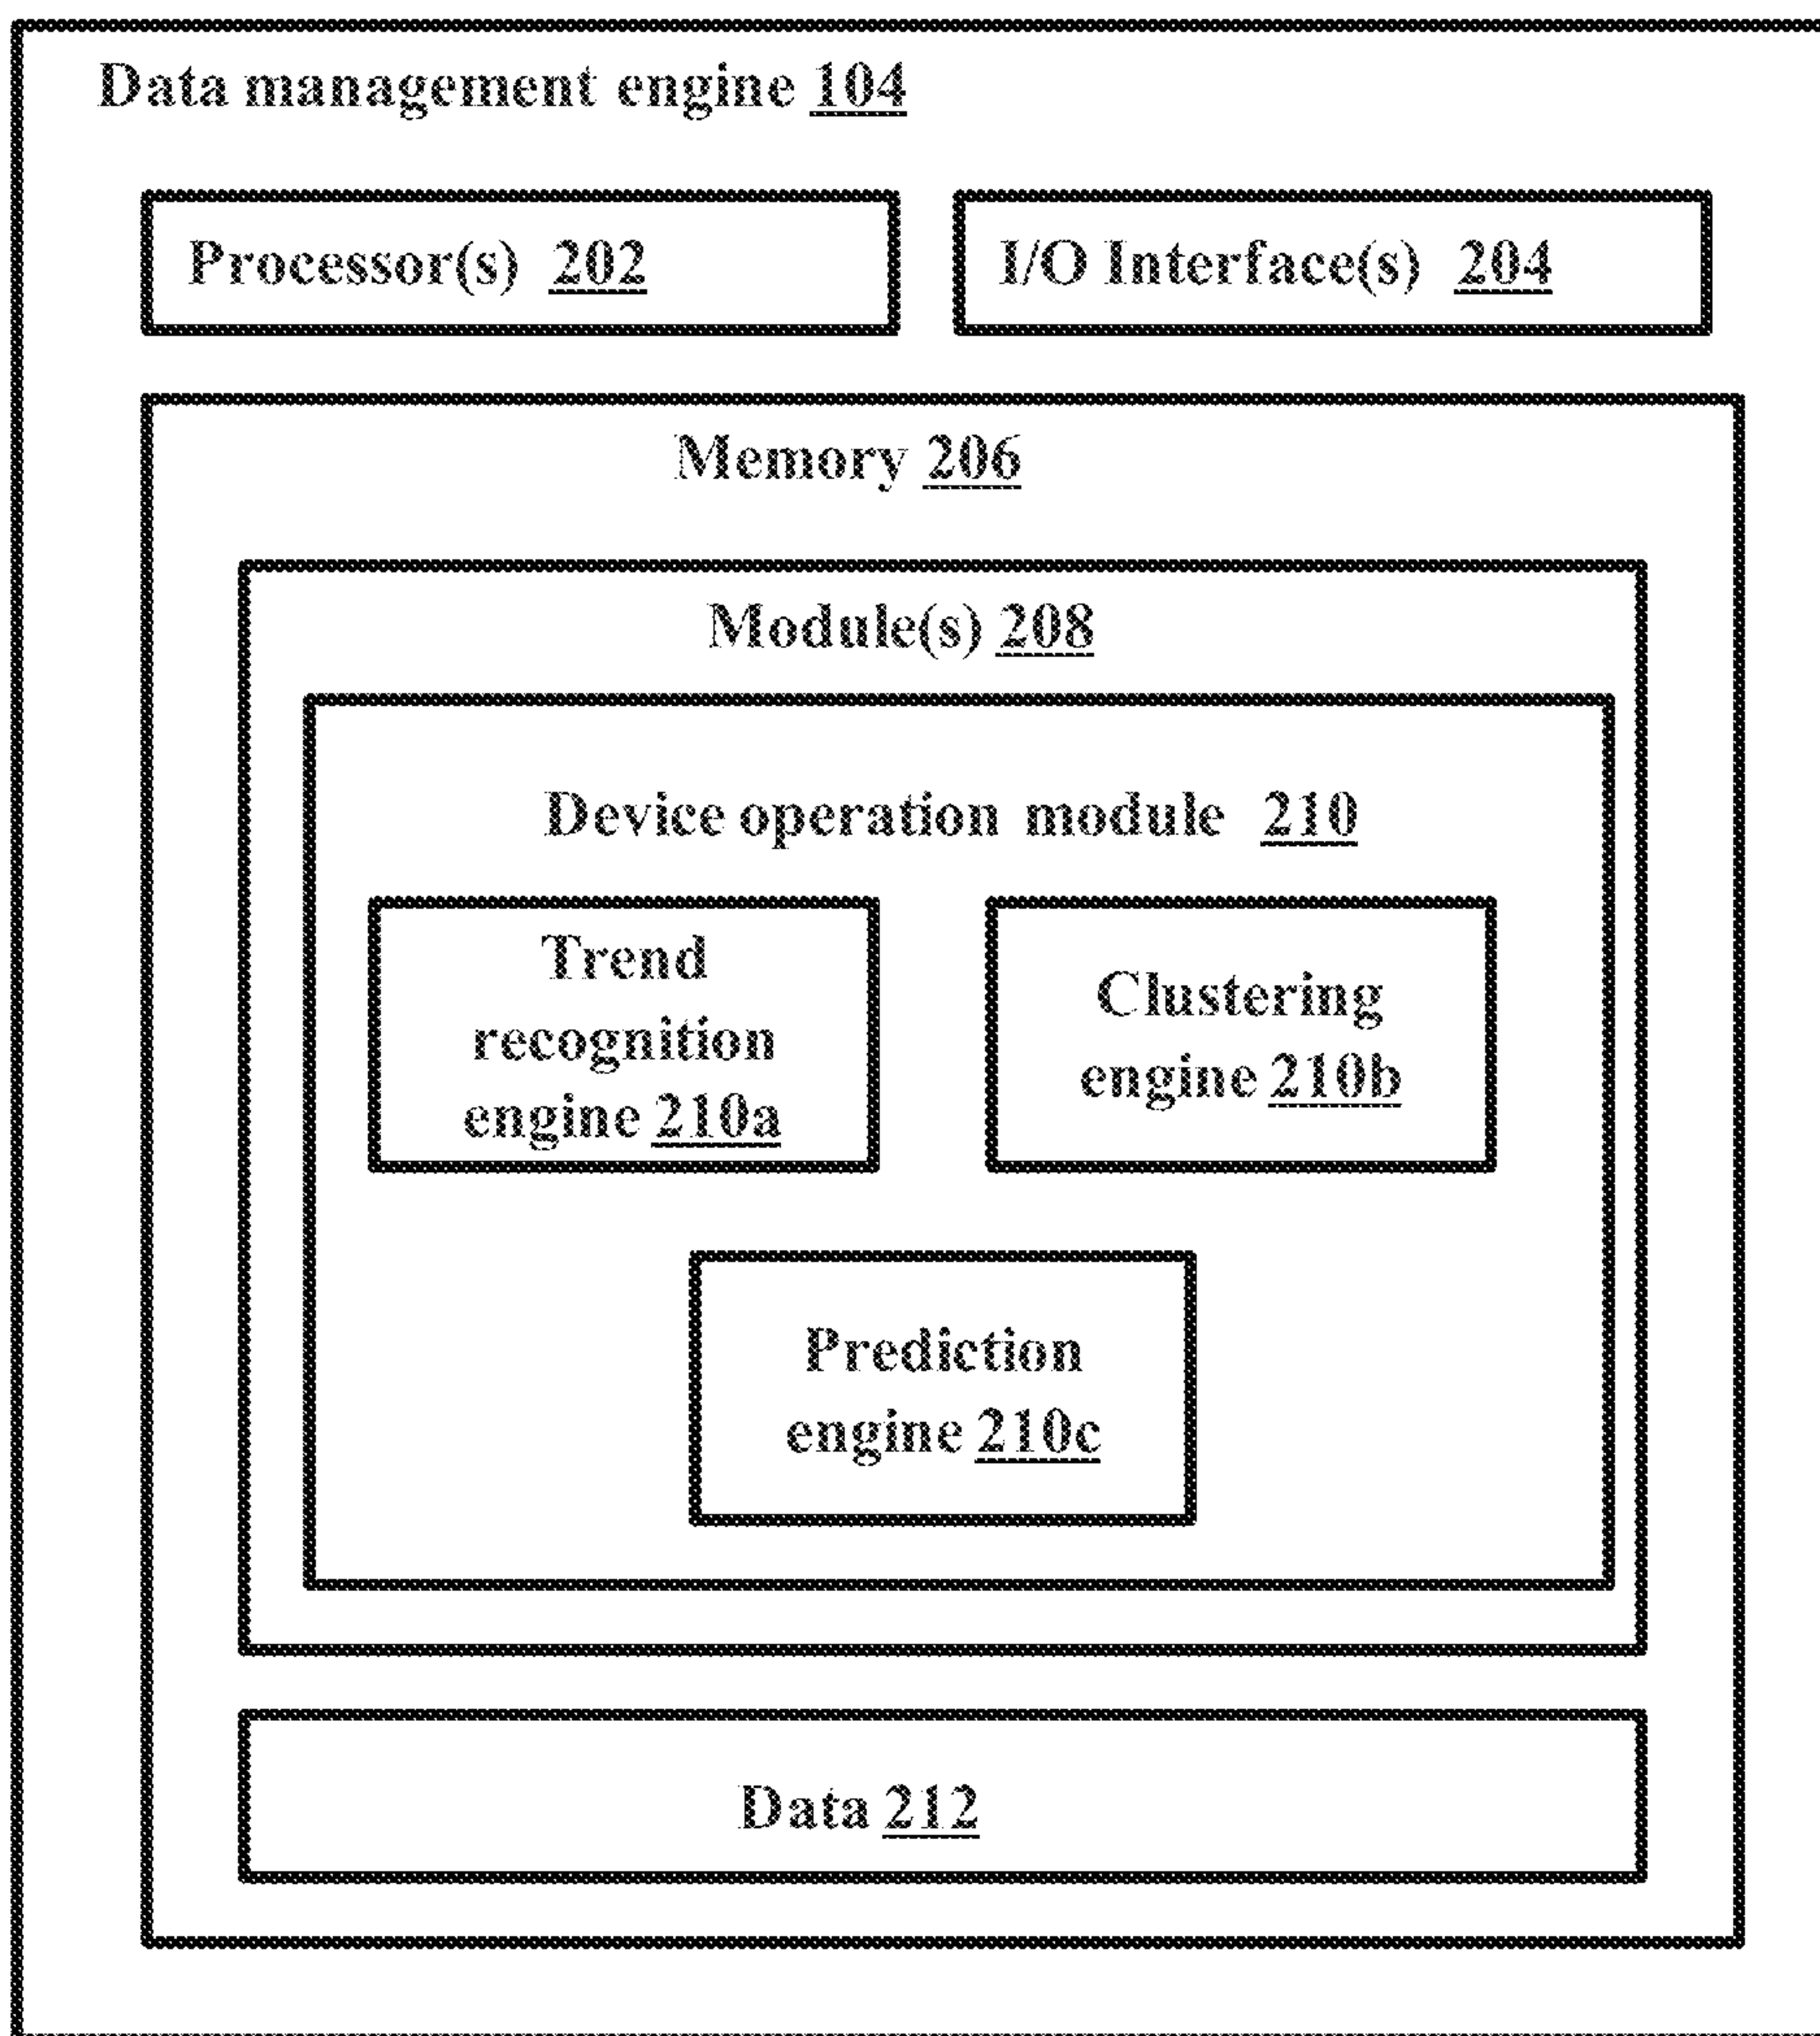 Data management engine 104
Processor(s) 202
I/O Interface(s) 204
Memory 206
Module(s) 208
Device operation module 210
Trend
recognition
engine 210a
Clustering
engine 210b
Prediction
engine 210c
Data 212